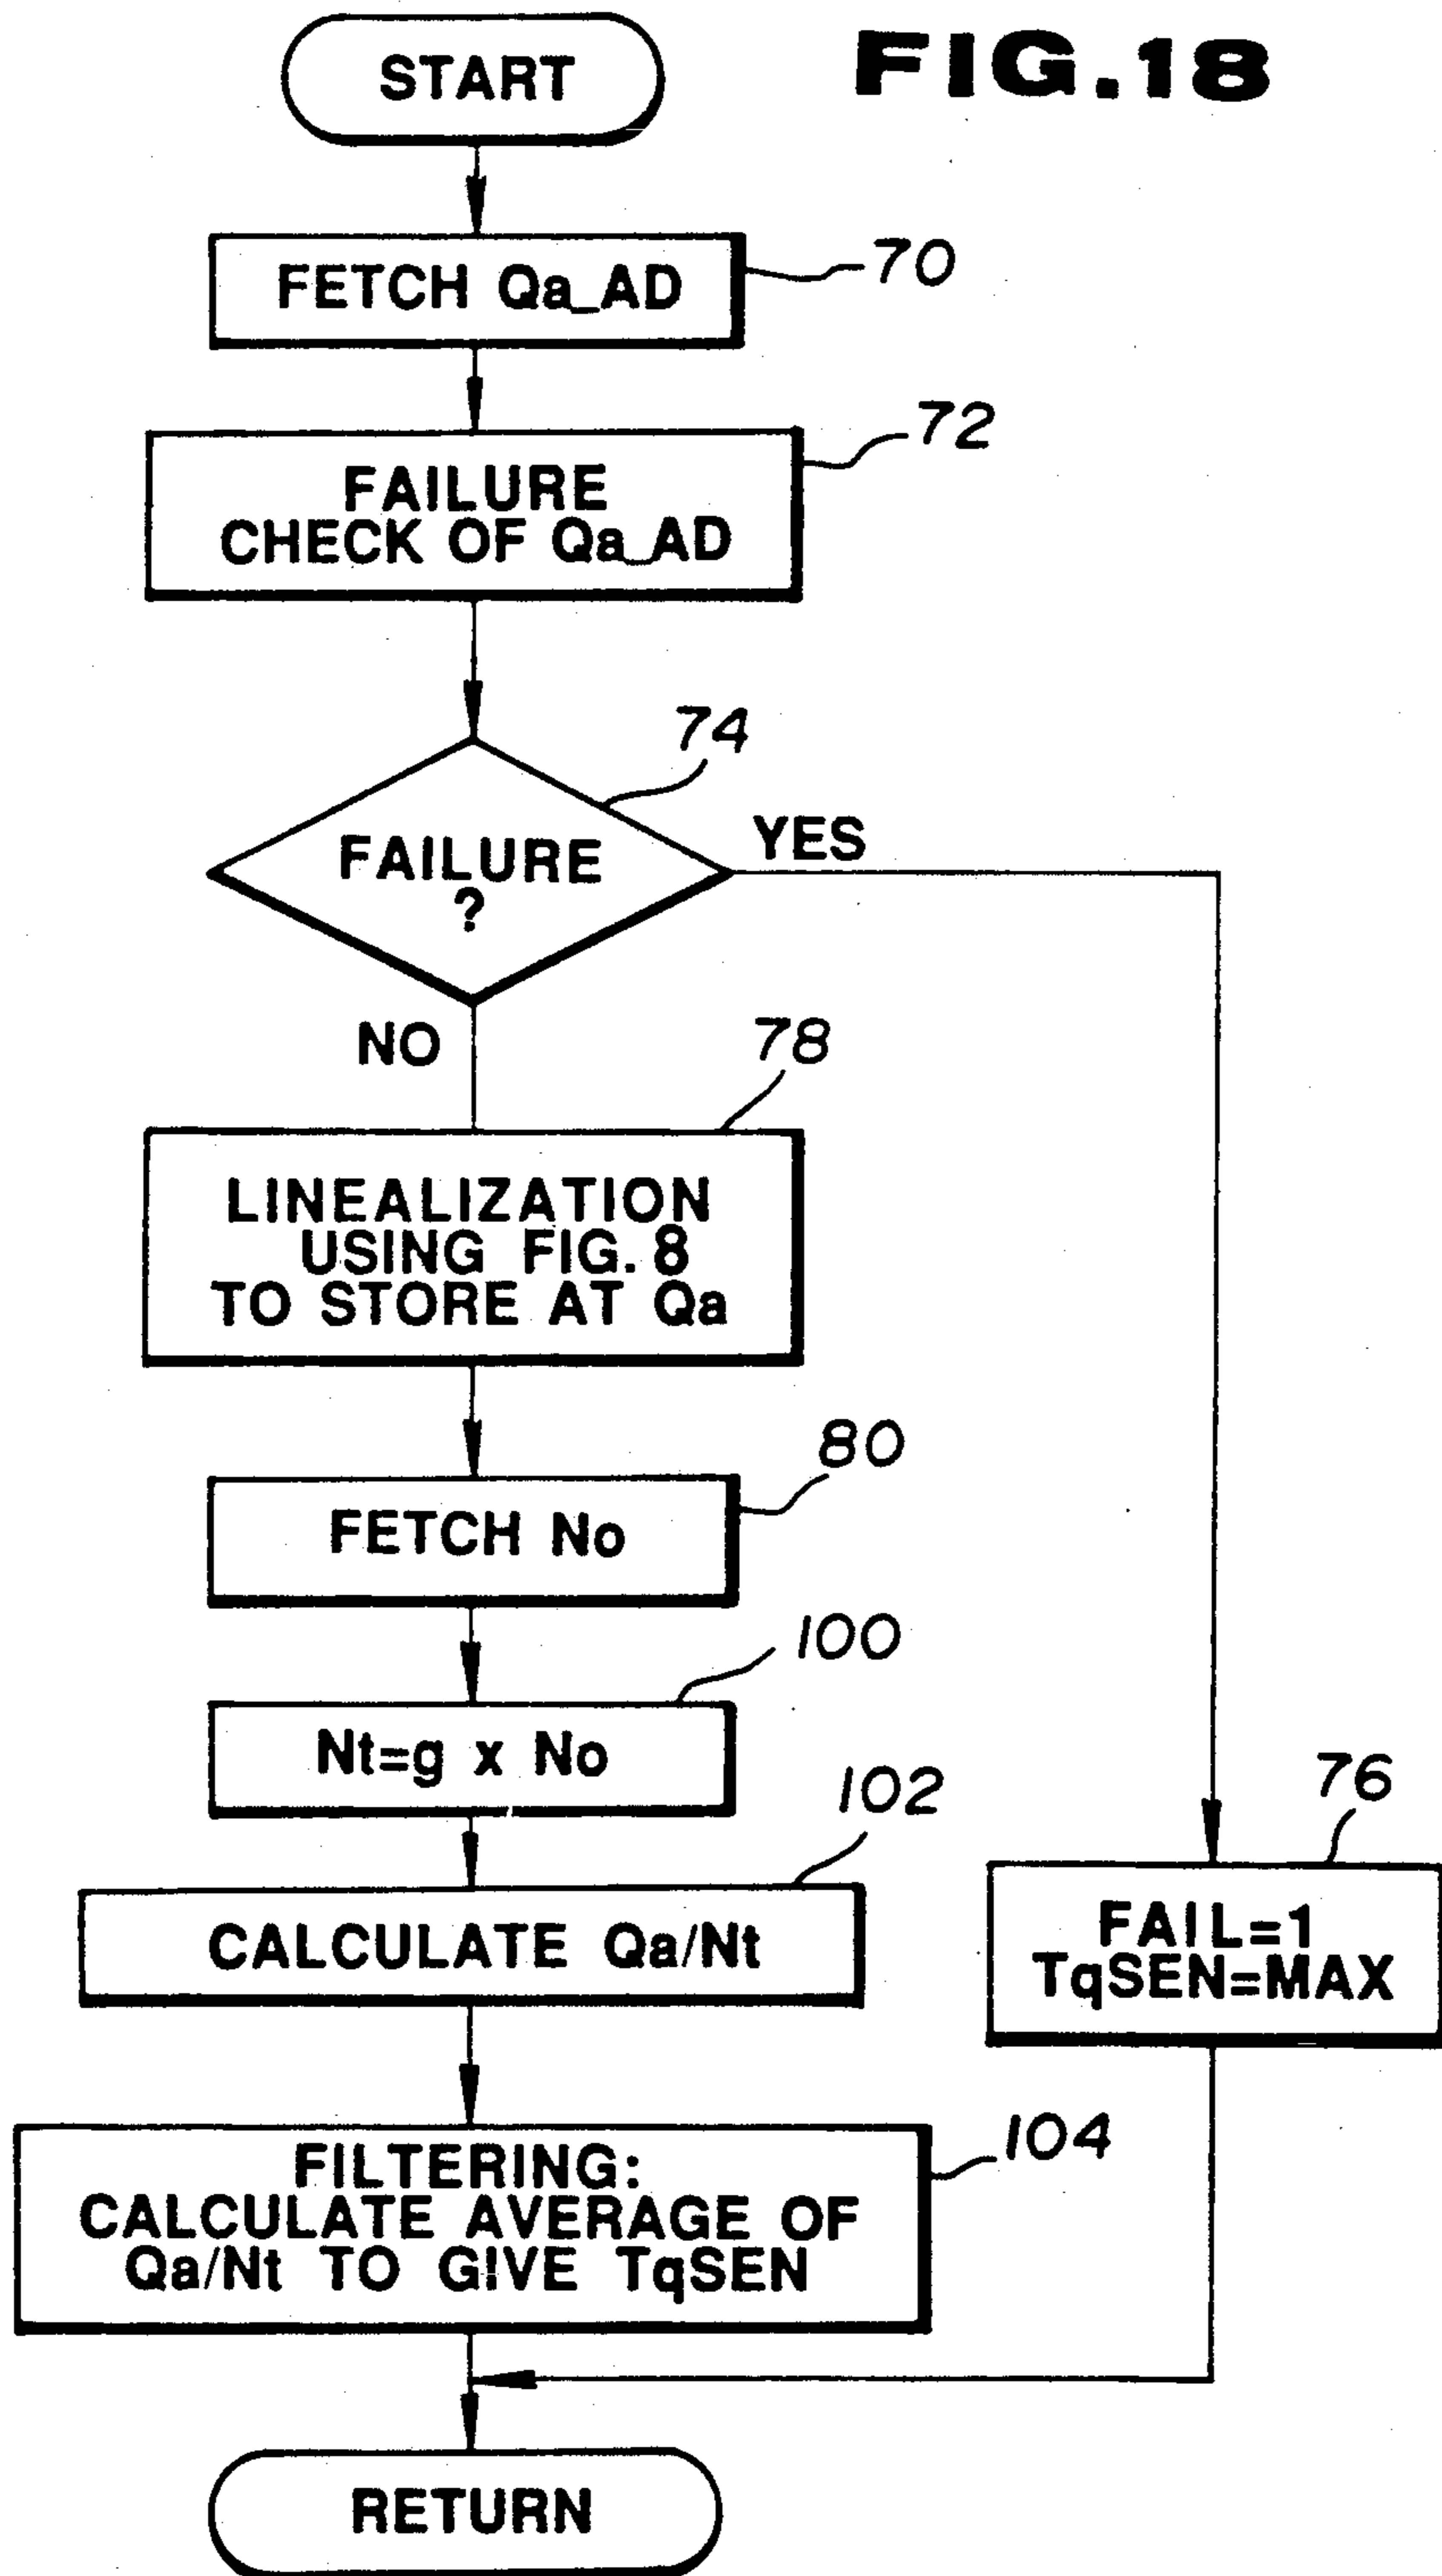 FIG.18
START
FETCH Qa_AD
70
FAILURE
CHECK OF Qa_AD
72
FAILURE
?
74
YES
NO
LINEALIZATION
USING FIG. 8
TO STORE AT Qa
78
FETCH No
80
Nt=g x No
100
CALCULATE Qa/Nt
102
FAIL=1
TqSEN=MAX
76
FILTERING:
CALCULATE AVERAGE OF
Qa/Nt TO GIVE TqSEN
104
RETURN